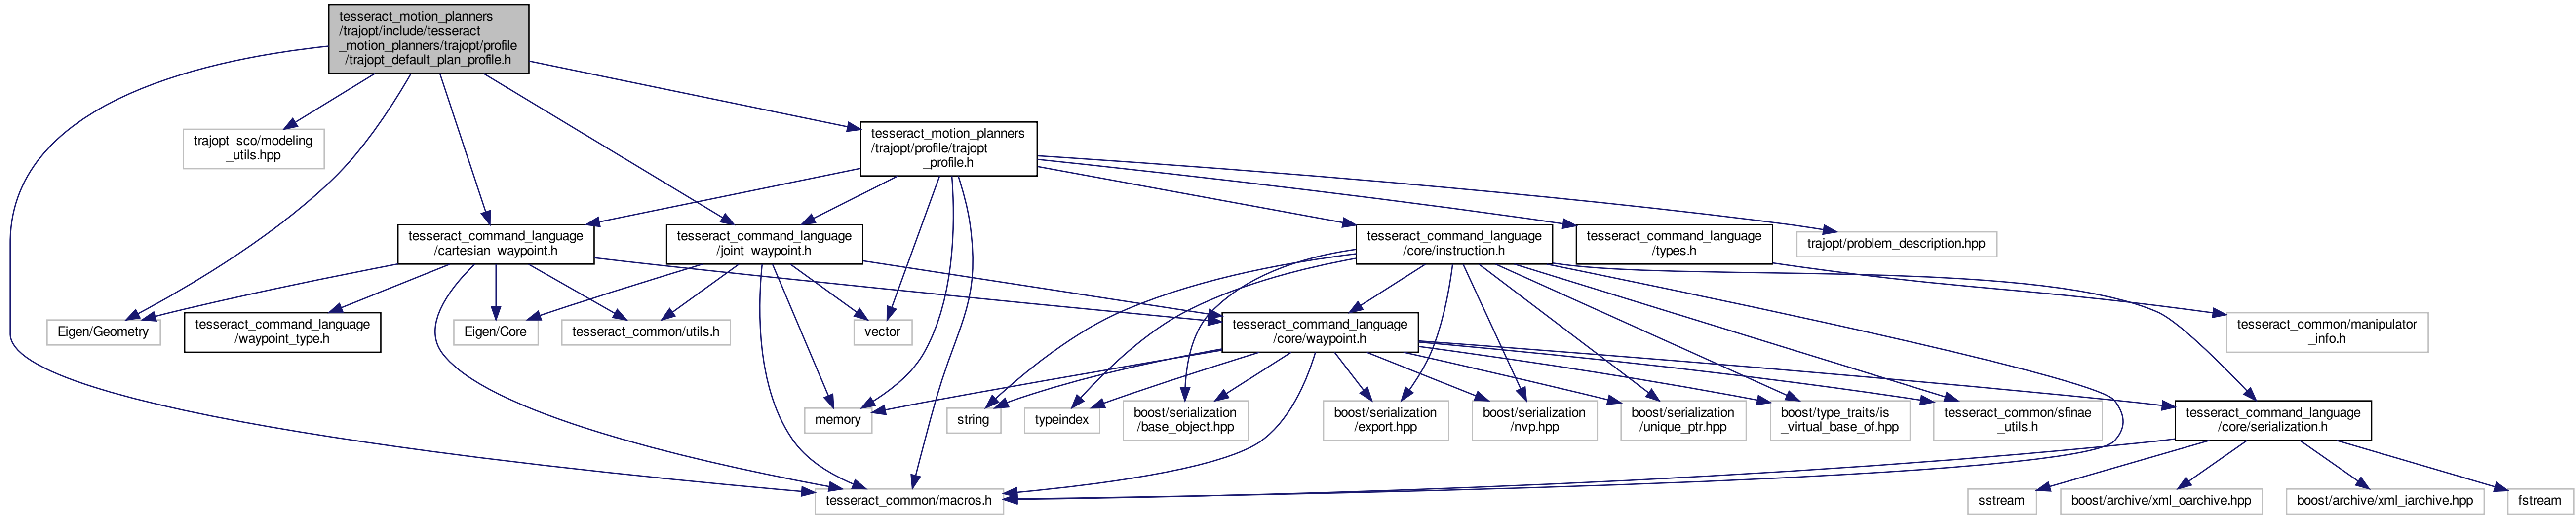 tesseract_motion_planners
/trajopt/include/tesseract
_motion_planners/trajopt/profile
/trajopt_default_plan_profile.h
trajopt_sco/modeling
_utils.hpp
tesseract_motion_planners
/trajopt/profile/trajopt
_profile.h
tesseract_command_language
/cartesian_waypoint.h
tesseract_command_language
/joint_waypoint.h
tesseract_command_language
/core/instruction.h
tesseract_command_language
/types.h
trajopt/problem_description.hpp
Eigen/Geometry
tesseract_command_language
/waypoint_type.h
Eigen/Core
tesseract_common/utils.h
vector
tesseract_command_language
/core/waypoint.h
tesseract_common/manipulator
_info.h
memory
string
typeindex
boost/serialization
/base_object.hpp
boost/serialization
/export.hpp
boost/serialization
/nvp.hpp
boost/serialization
/unique_ptr.hpp
boost/type_traits/is
_virtual_base_of.hpp
tesseract_common/sfinae
_utils.h
tesseract_command_language
/core/serialization.h
tesseract_common/macros.h
sstream
boost/archive/xml_oarchive.hpp
boost/archive/xml_iarchive.hpp
fstream